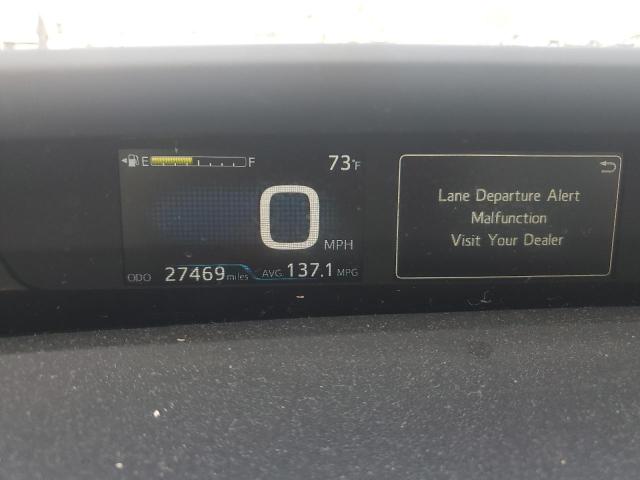 E F 73°F
0 MPH
ODO 27469 miles AVG. 137.1 MPG
Lane Departure Alert
Malfunction
Visit Your Dealer